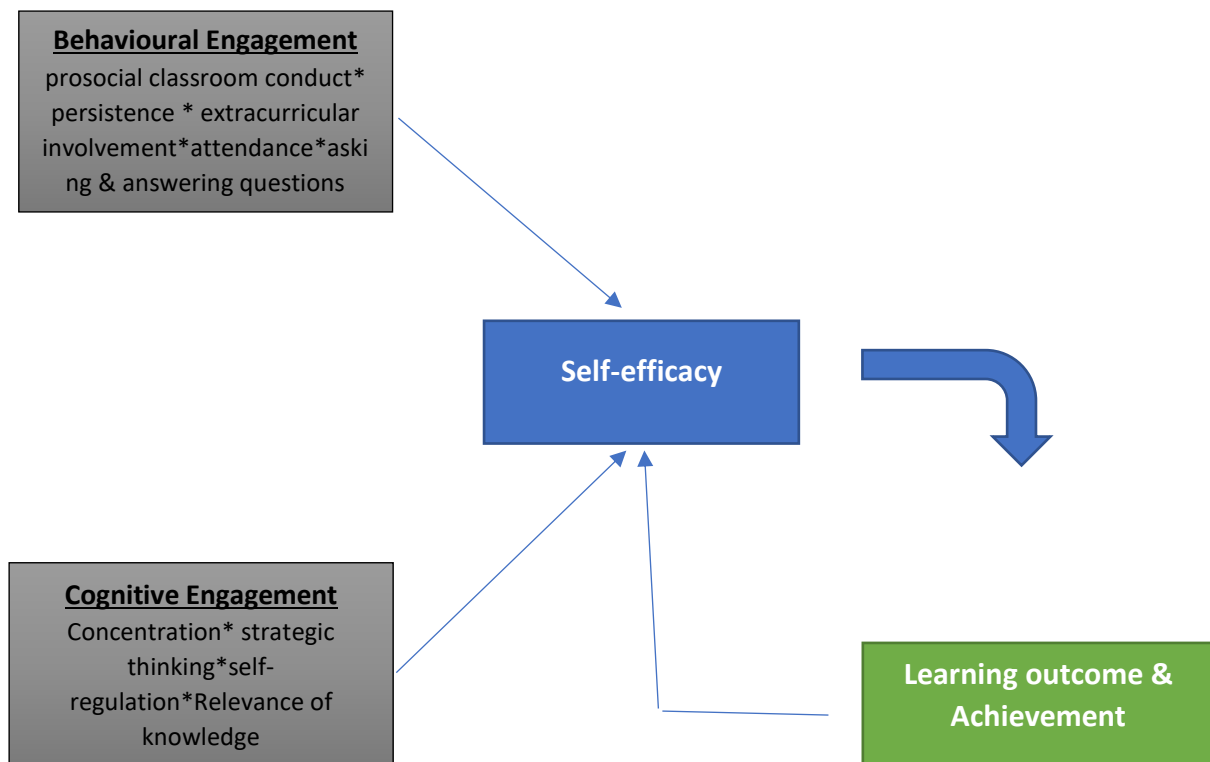 Behavioural Engagement
prosocial classroom conduct*
persistence * extracurricular
involvement*attendance*aski
ng & answering questions
Self-efficacy
Cognitive Engagement
Concentration* strategic
thinking*self-
regulation*Relevance of
knowledge
Learning outcome &
Achievement